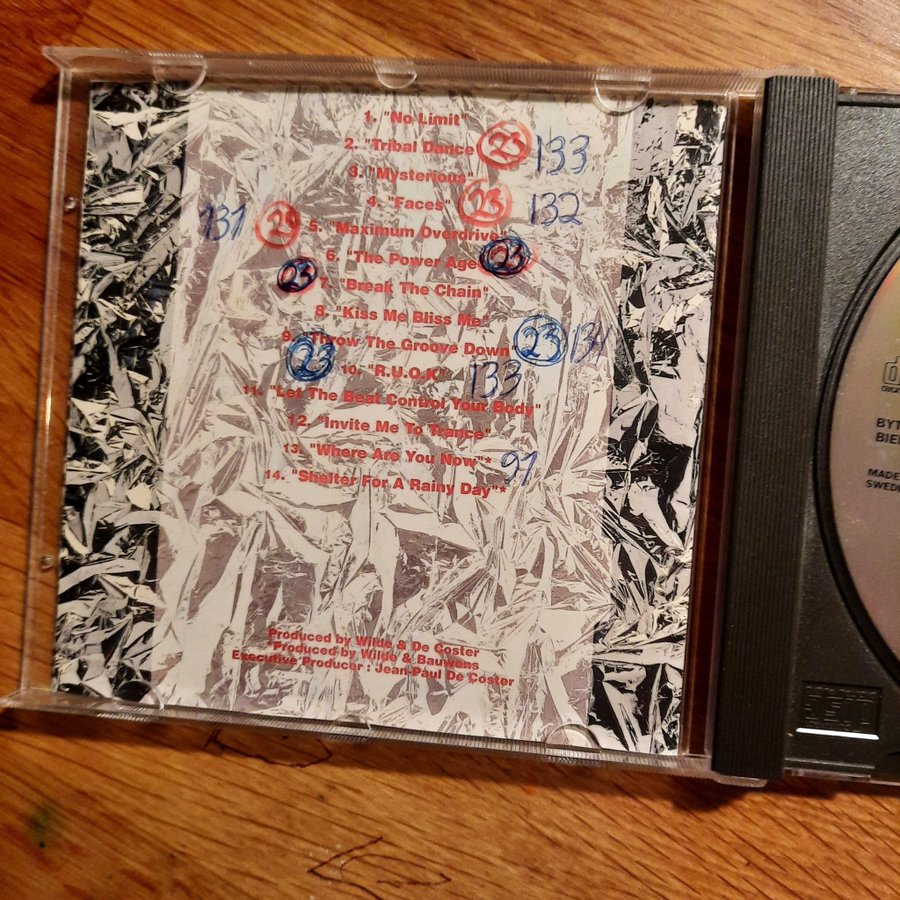 1. "No Limit"
2. "Tribal Dance 23 133
3. "Mysterious"
4. "Faces" 23 132
131 23 5. "Maximum Overdrive"
6. "The Power Age 23
23 7. "Break The Chain"
8. "Kiss Me Bliss Me"
9. "Throw The Groove Down" 23 134
23 10. "R.U.O.K" 133
11. "Let The Beat Control Your Body"
12. "Invite Me To Trance"
13. "Where Are You Now"* 91
14. "Shelter For A Rainy Day"*
Produced by Wilde & De Coster
*Produced by Wilde & Bauwens
Executive Producer : Jean-Paul De Coster
BYT
BIEL
MADE
SWED